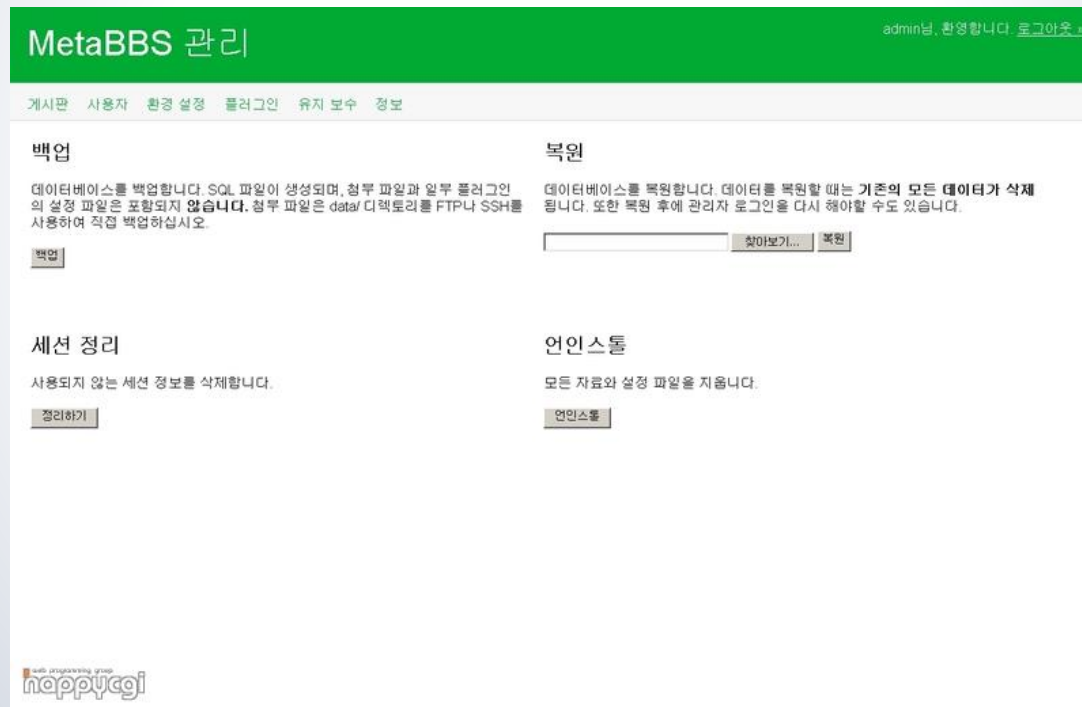 MetaBBS 관리
admin님, 환영합니다. 로그아웃 »
게시판 사용자 환경 설정 플러그인 유지 보수 정보
백업
데이터베이스를 백업합니다. SQL 파일이 생성되며, 첨부 파일과 일부 플러그인
의 설정 파일은 포함되지 않습니다. 첨부 파일은 data/ 디렉토리를 FTP나 SSH를
사용하여 직접 백업하십시오.
백업
복원
데이터베이스를 복원합니다. 데이터를 복원할 때는 기존의 모든 데이터가 삭제
됩니다. 또한 복원 후에 관리자 로그인을 다시 해야할 수도 있습니다.
찾아보기... 복원
세션 정리
사용되지 않는 세션 정보를 삭제합니다.
정리하기
언인스톨
모든 자료와 설정 파일을 지웁니다.
언인스톨
web programming group
happycgi